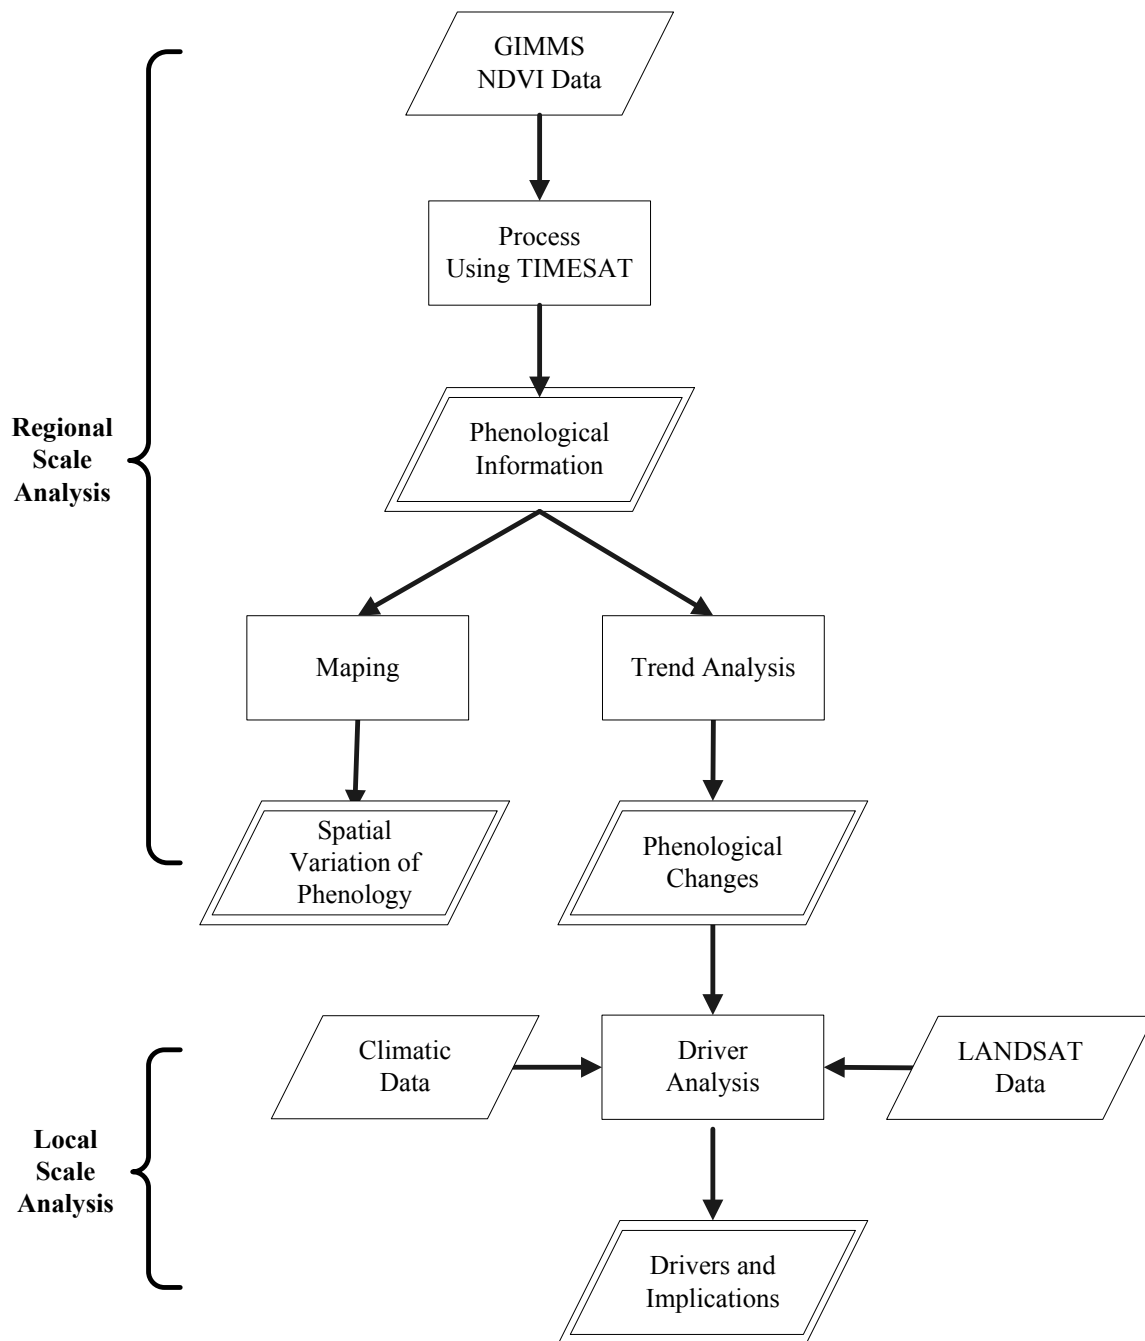 GIMMS
NDVI Data
Process
Using TIMESAT
Regional
Scale
Analysis
Phenological
Information
Maping
Trend Analysis
Spatial
Variation of
Phenology
Phenological
Changes
Local
Scale
Analysis
Climatic
Data
Driver
Analysis
LANDSAT
Data
Drivers and
Implications